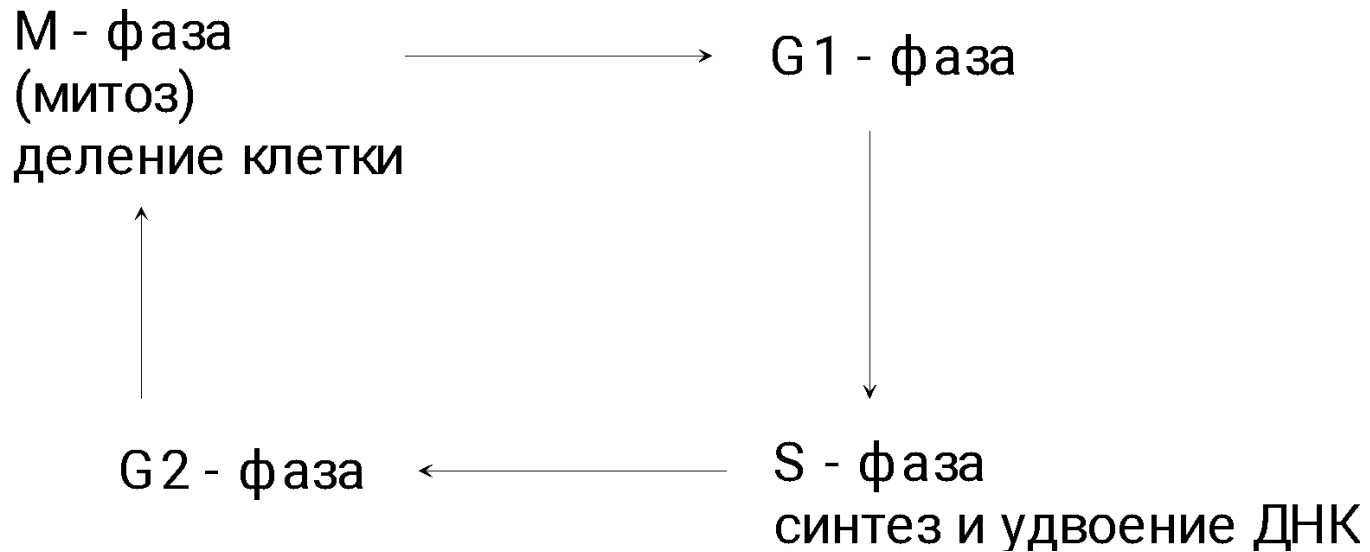 М - фаза
(митоз)
деление клетки
G1 - фаза
G2 - фаза
S - фаза
синтез и удвоение ДНК